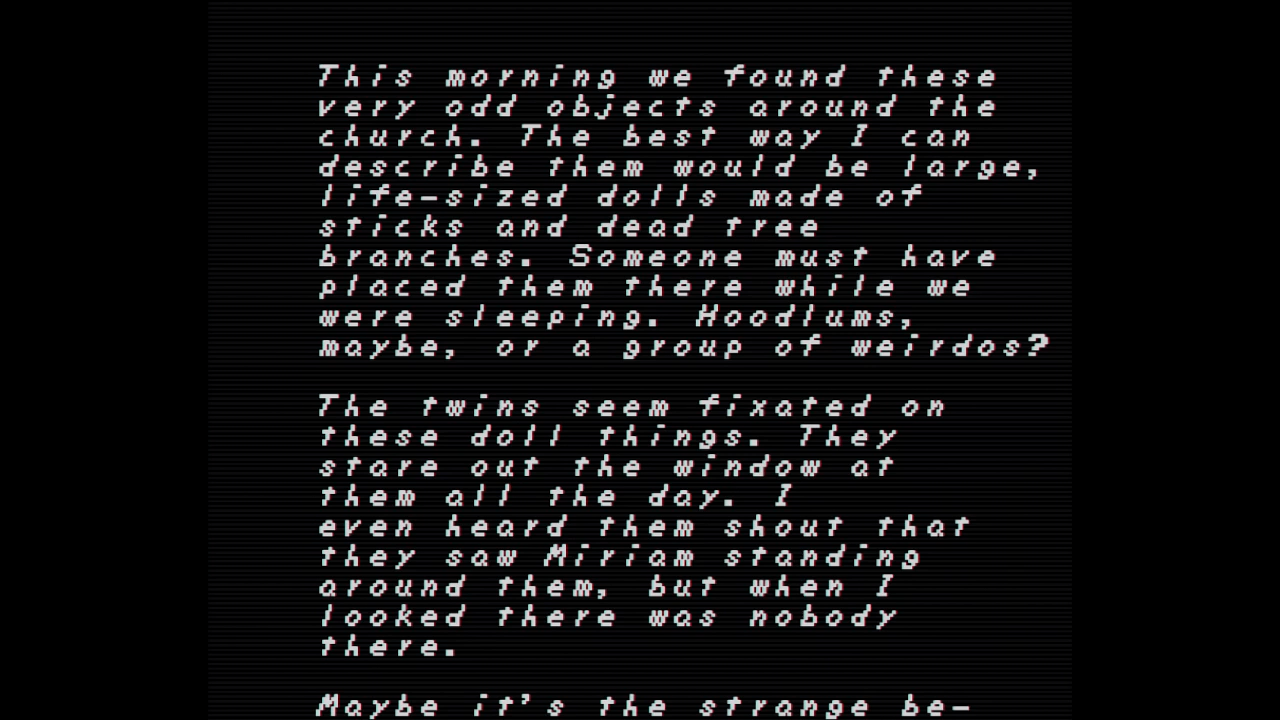 This morning we found these
very odd objects around the
church. The best way I can
describe them would be large,
life-sized dolls made of
sticks and dead tree
branches. Someone must have
placed them there while we
were sleeping. Hoodlums,
maybe, or a group of weirdos?
The twins seem fixated on
these doll things. They
stare out the window at
them all the day. I
even heard them shout that
they saw Miriam standing
around them, but when I
looked there was nobody
there.
Maybe it's the strange be-